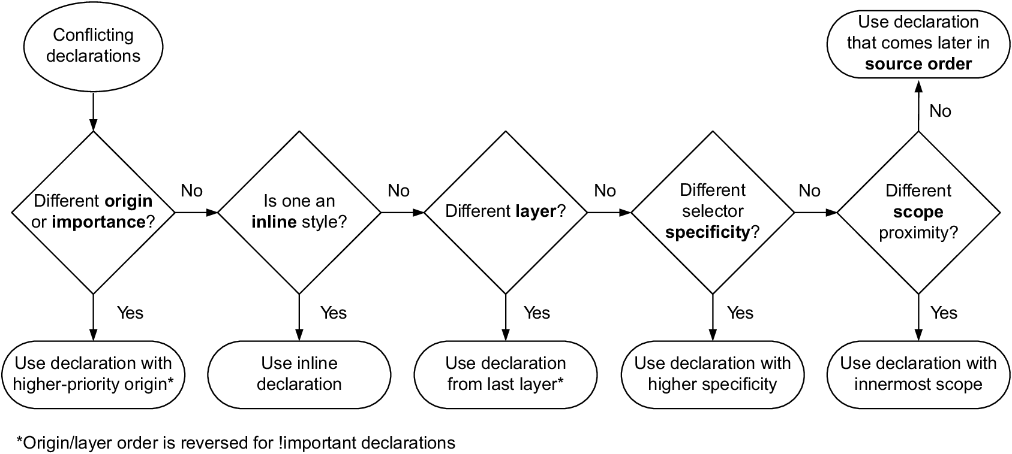 Conflicting
declarations
Different origin
or importance?
No
Yes
Use declaration with
higher-priority origin*
Is one an
inline style?
No
Yes
Use inline
declaration
Different layer?
No
Yes
Use declaration
from last layer*
Different
selector
specificity?
No
Yes
Use declaration with
higher specificity
Different
scope
proximity?
No
Use declaration
that comes later in
source order
Yes
Use declaration with
innermost scope
*Origin/layer order is reversed for !important declarations